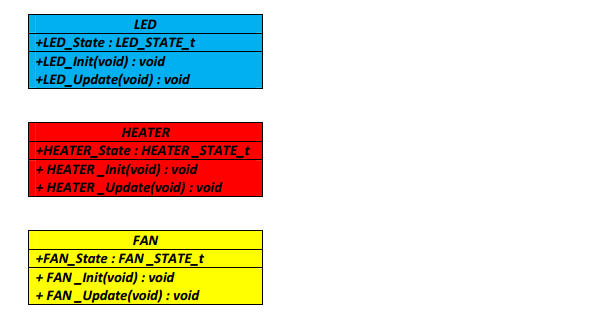 LED
+LED_State : LED_STATE_t
+LED_Init(void) : void
+LED_Update(void) : void
HEATER
+HEATER_State : HEATER _STATE_t
+ HEATER _Init(void) : void
+ HEATER _Update(void) : void
FAN
+FAN_State : FAN _STATE_t
+ FAN _Init(void) : void
+ FAN _Update(void) : void